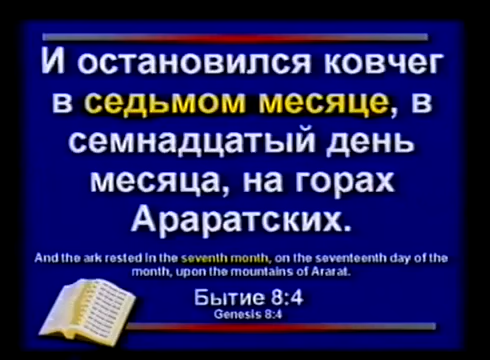 И остановился ковчег
в седьмом месяце, в
семнадцатый день
месяца, на горах
Араратских.
And the ark rested in the seventh month, on the seventeenth day of the
month, upon the mountains of Ararat.
Бытие 8:4
Genesis 8:4